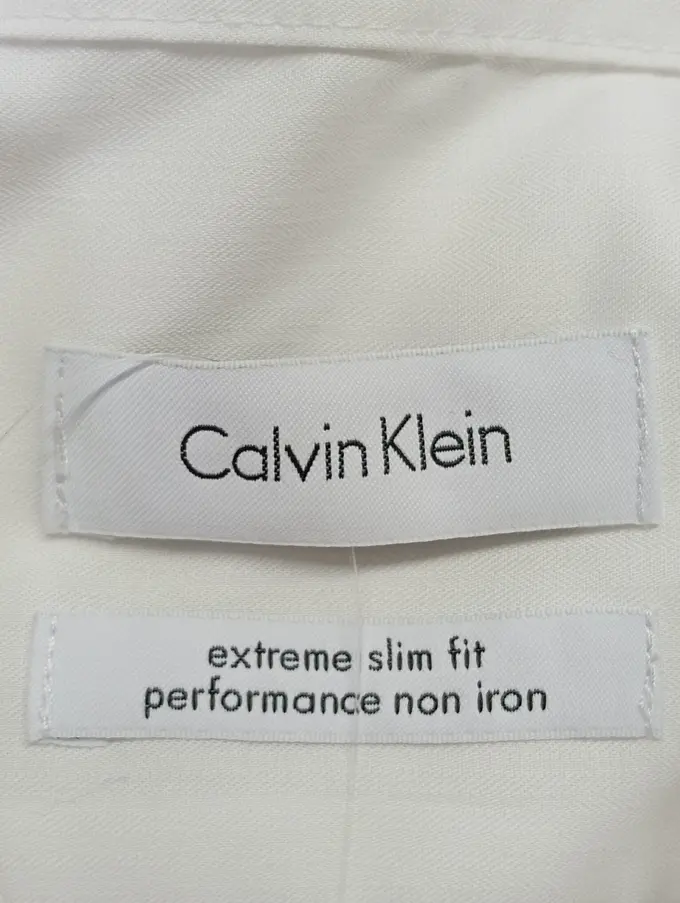 Calvin Klein
extreme slim fit
performance non iron